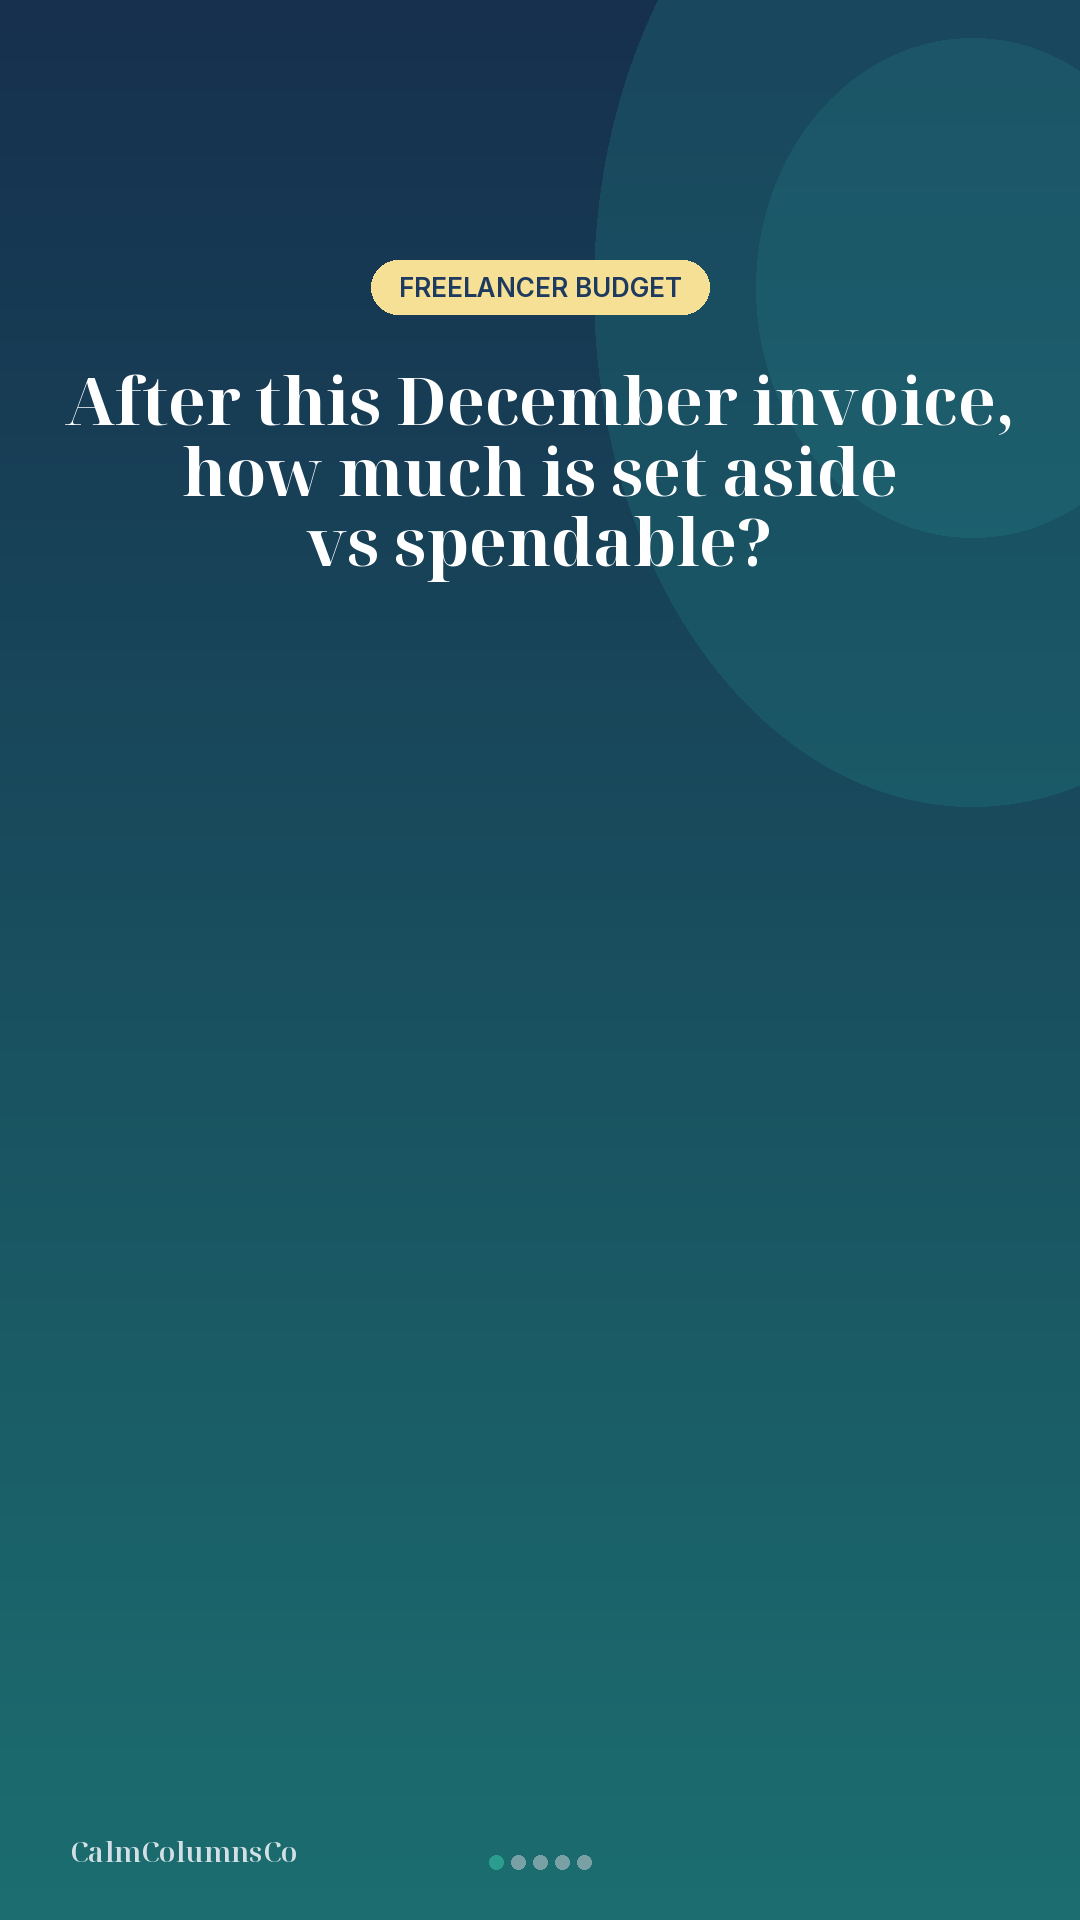 FREELANCER BUDGET
After this December invoice,
how much is set aside
vs spendable?
CalmColumnsCo